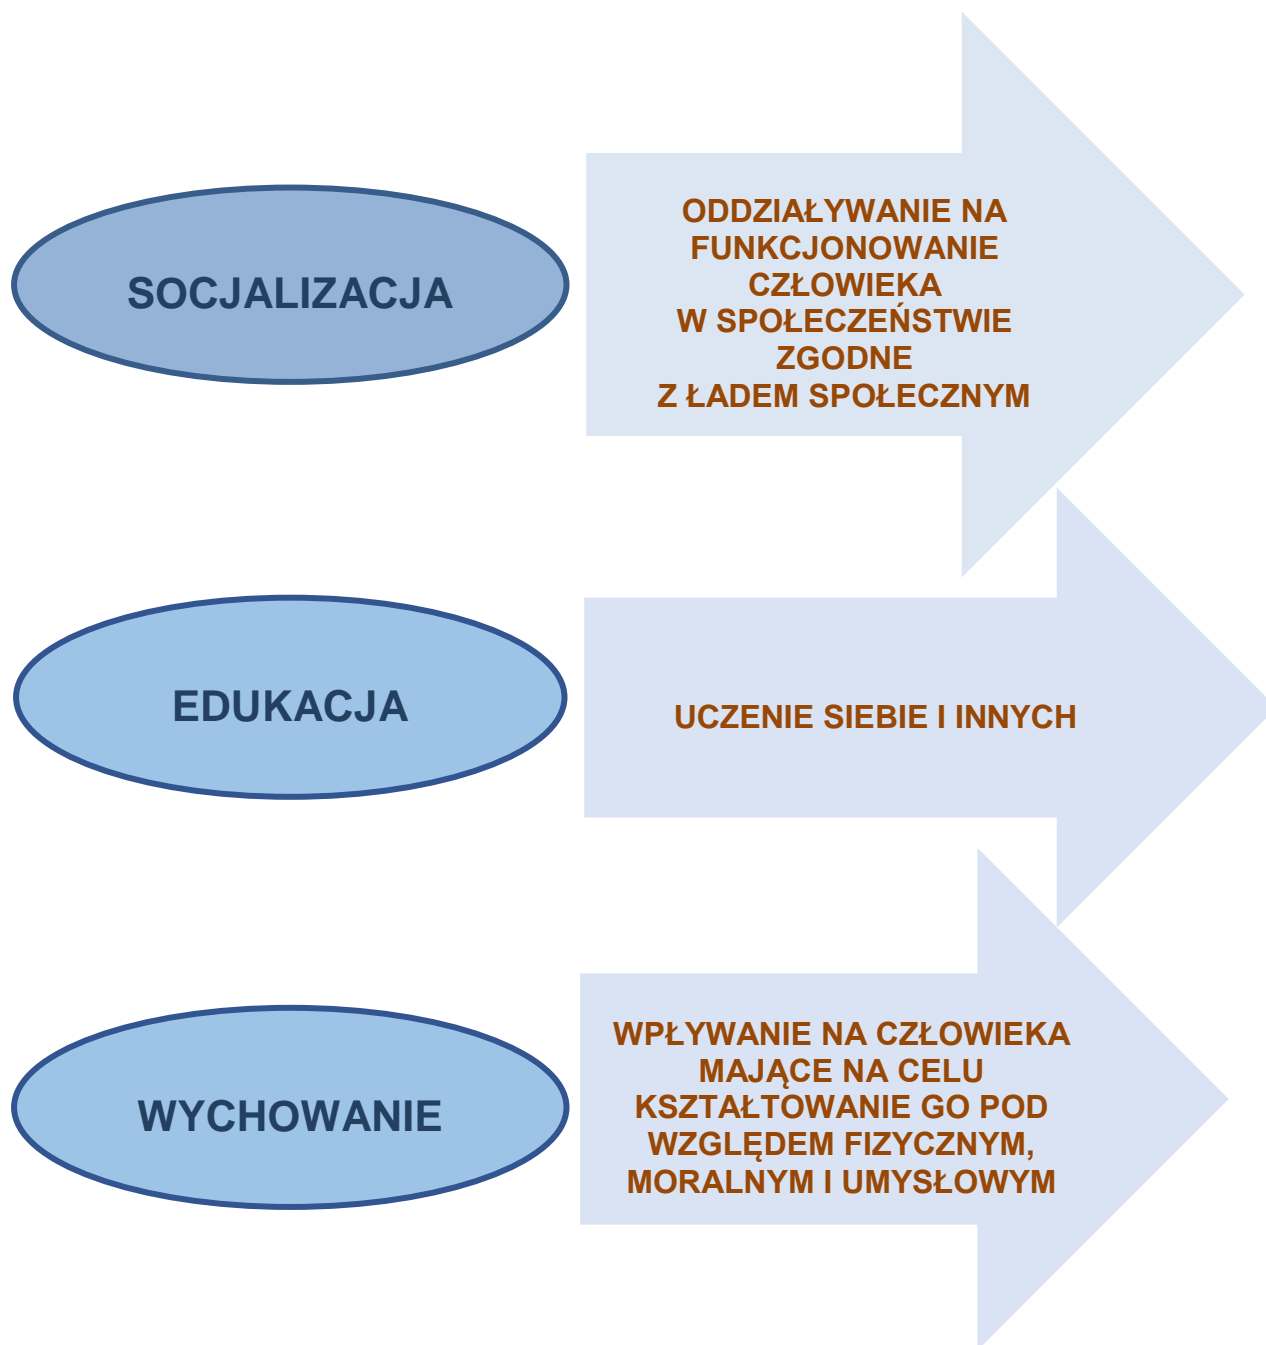 SOCJALIZACJA
ODDZIAŁYWANIE NA
FUNKCJONOWANIE
CZŁOWIEKA
W SPOŁECZEŃSTWIE
ZGODNE
Z ŁADEM SPOŁECZNYM
EDUKACJA
UCZENIE SIEBIE I INNYCH
WYCHOWANIE
WPŁYWANIE NA CZŁOWIEKA
MAJĄCE NA CELU
KSZTAŁTOWANIE GO POD
WZGLĘDEM FIZYCZNYM,
MORALNYM I UMYSŁOWYM